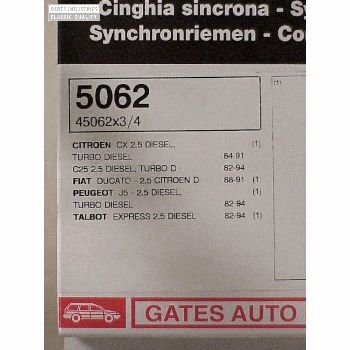 PARTS INDUSTRIES
CLASSIC QUALITY
Cinghia sincrona - Sy
Synchronriemen - Co
5062
45062x3/4
(1)
CITROEN CX 2.5 DIESEL, (1)
TURBO DIESEL 84-91
C25 2.5 DIESEL, TURBO D 82-94
FIAT DUCATO - 2.5 CITROEN D 88-91 (1)
PEUGEOT J5 - 2.5 DIESEL, (1)
TURBO DIESEL 82-94
TALBOT EXPRESS 2.5 DIESEL 82-94 (1)
GATES AUTO